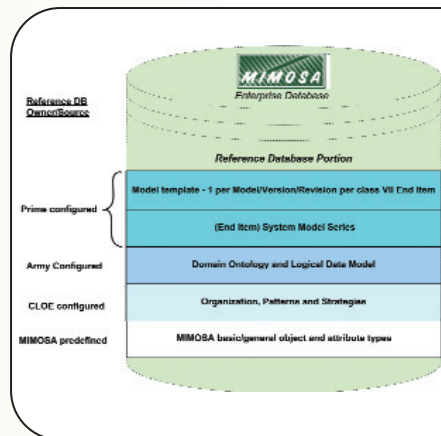 MIMOSA
Enterprise Database
Reference DB
Owner/Source
Reference Database Portion
Model template - 1 per Model/Version/Revision per class VII End Item
Prime configured
(End Item) System Model Series
Army Configured
Domain Ontology and Logical Data Model
CLOE configured
Organization, Patterns and Strategies
MIMOSA predefined
MIMOSA basic/general object and attribute types